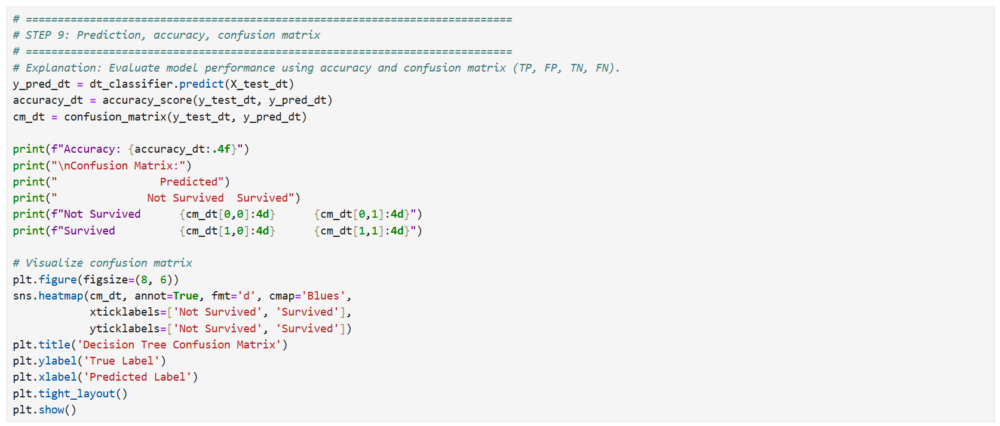 # ============================================================================
# STEP 9: Prediction, accuracy, confusion matrix
# ============================================================================
# Explanation: Evaluate model performance using accuracy and confusion matrix (TP, FP, TN, FN).
y_pred_dt = dt_classifier.predict(X_test_dt)
accuracy_dt = accuracy_score(y_test_dt, y_pred_dt)
cm_dt = confusion_matrix(y_test_dt, y_pred_dt)

print(f"Accuracy: {accuracy_dt:.4f}")
print("\nConfusion Matrix:")
print("                Predicted")
print("              Not Survived  Survived")
print(f"Not Survived      {cm_dt[0,0]:4d}      {cm_dt[0,1]:4d}")
print(f"Survived          {cm_dt[1,0]:4d}      {cm_dt[1,1]:4d}")

# Visualize confusion matrix
plt.figure(figsize=(8, 6))
sns.heatmap(cm_dt, annot=True, fmt='d', cmap='Blues',
            xticklabels=['Not Survived', 'Survived'],
            yticklabels=['Not Survived', 'Survived'])
plt.title('Decision Tree Confusion Matrix')
plt.ylabel('True Label')
plt.xlabel('Predicted Label')
plt.tight_layout()
plt.show()